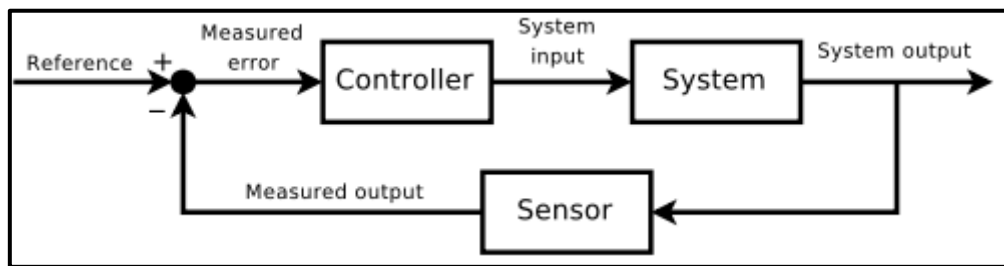 Reference
+
−
Measured
error
Controller
System
input
System
System output
Measured output
Sensor